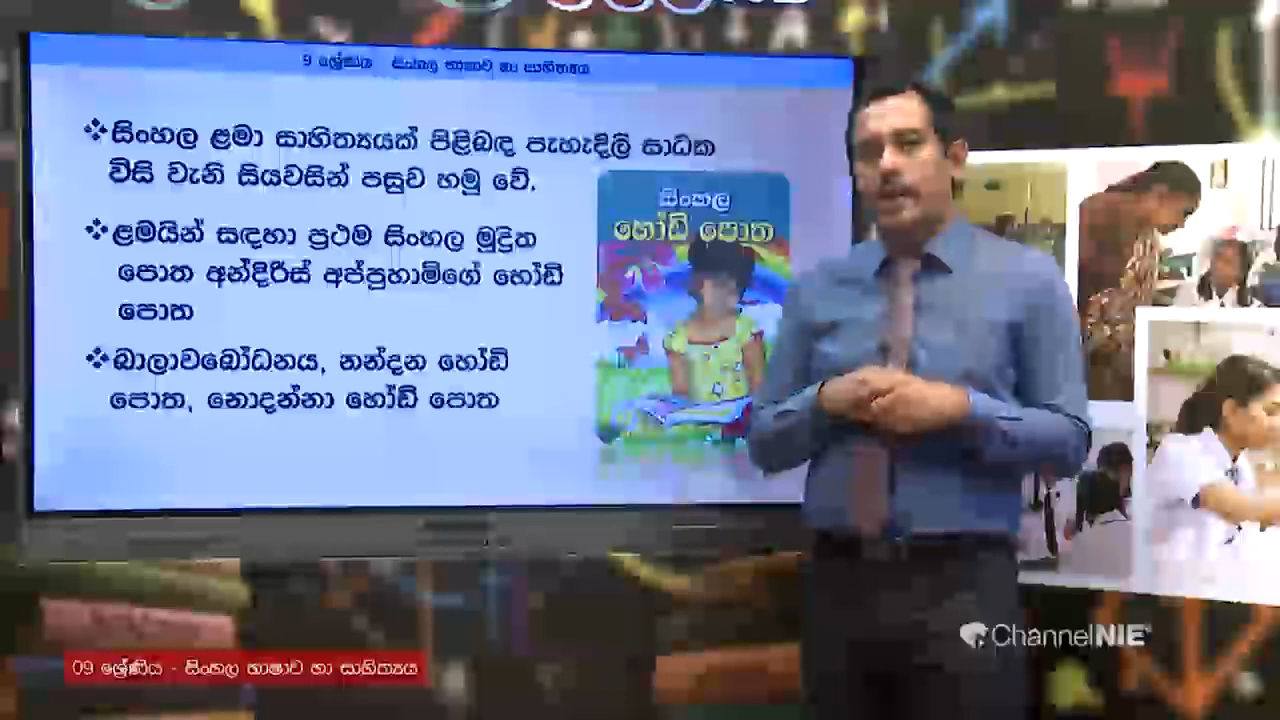 9 ශ්‍රේණිය සිංහල භාෂාව හා සාහිත්‍යය
❖සිංහල ළමා සාහිත්‍යයක් පිළිබඳ පැහැදිලි සාධක
විසි වැනි සියවසින් පසුව හමු වේ.
❖ළමයින් සඳහා ප්‍රථම සිංහල මුද්‍රිත
පොත අන්දිරිස් අප්පුහාමිගේ හෝඩි
පොත
❖බාලාවබෝධනය, නන්දන හෝඩි
පොත, නොදන්නා හෝඩි පොත
සිංහල
හෝඩි පොත
09 ශ්‍රේණිය - සිංහල භාෂාව හා සාහිත්‍යය
ChannelNIE